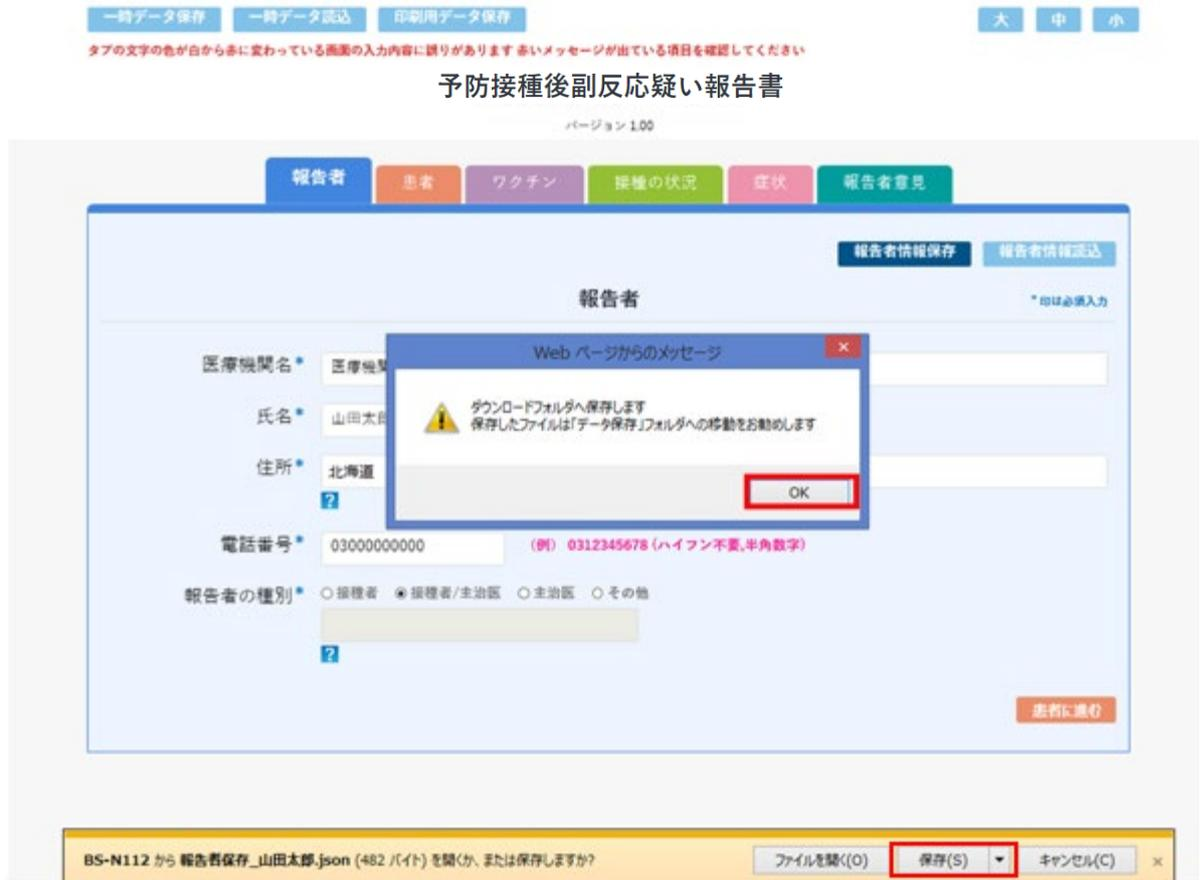 一時データ保存 一時データ読込 印刷用データ保存 大 中 小
タブの文字の色が白から赤に変わっている画面の入力内容に誤りがあります 赤いメッセージが出ている項目を確認してください
予防接種後副反応疑い報告書
バージョン 1.00
報告者 患者 ワクチン 接種の状況 症状 報告者意見
報告者情報保存 報告者情報読込
報告者
*印は必須入力
Web ページからのメッセージ
医療機関名* 医療機関
ダウンロードフォルダへ保存します
保存したファイルは「データ保存」フォルダへの移動をお勧めします
氏名* 山田太郎
住所* 北海道
OK
?
電話番号* 03000000000 (例) 0312345678 (ハイフン不要,半角数字)
報告者の種別* 接種者 接種者/主治医 主治医 その他
?
患者に進む
BS-N112 から 報告者保存_山田太郎.json (482 バイト) を開くか、または保存しますか? ファイルを開く(O) 保存(S) キャンセル(C) ×